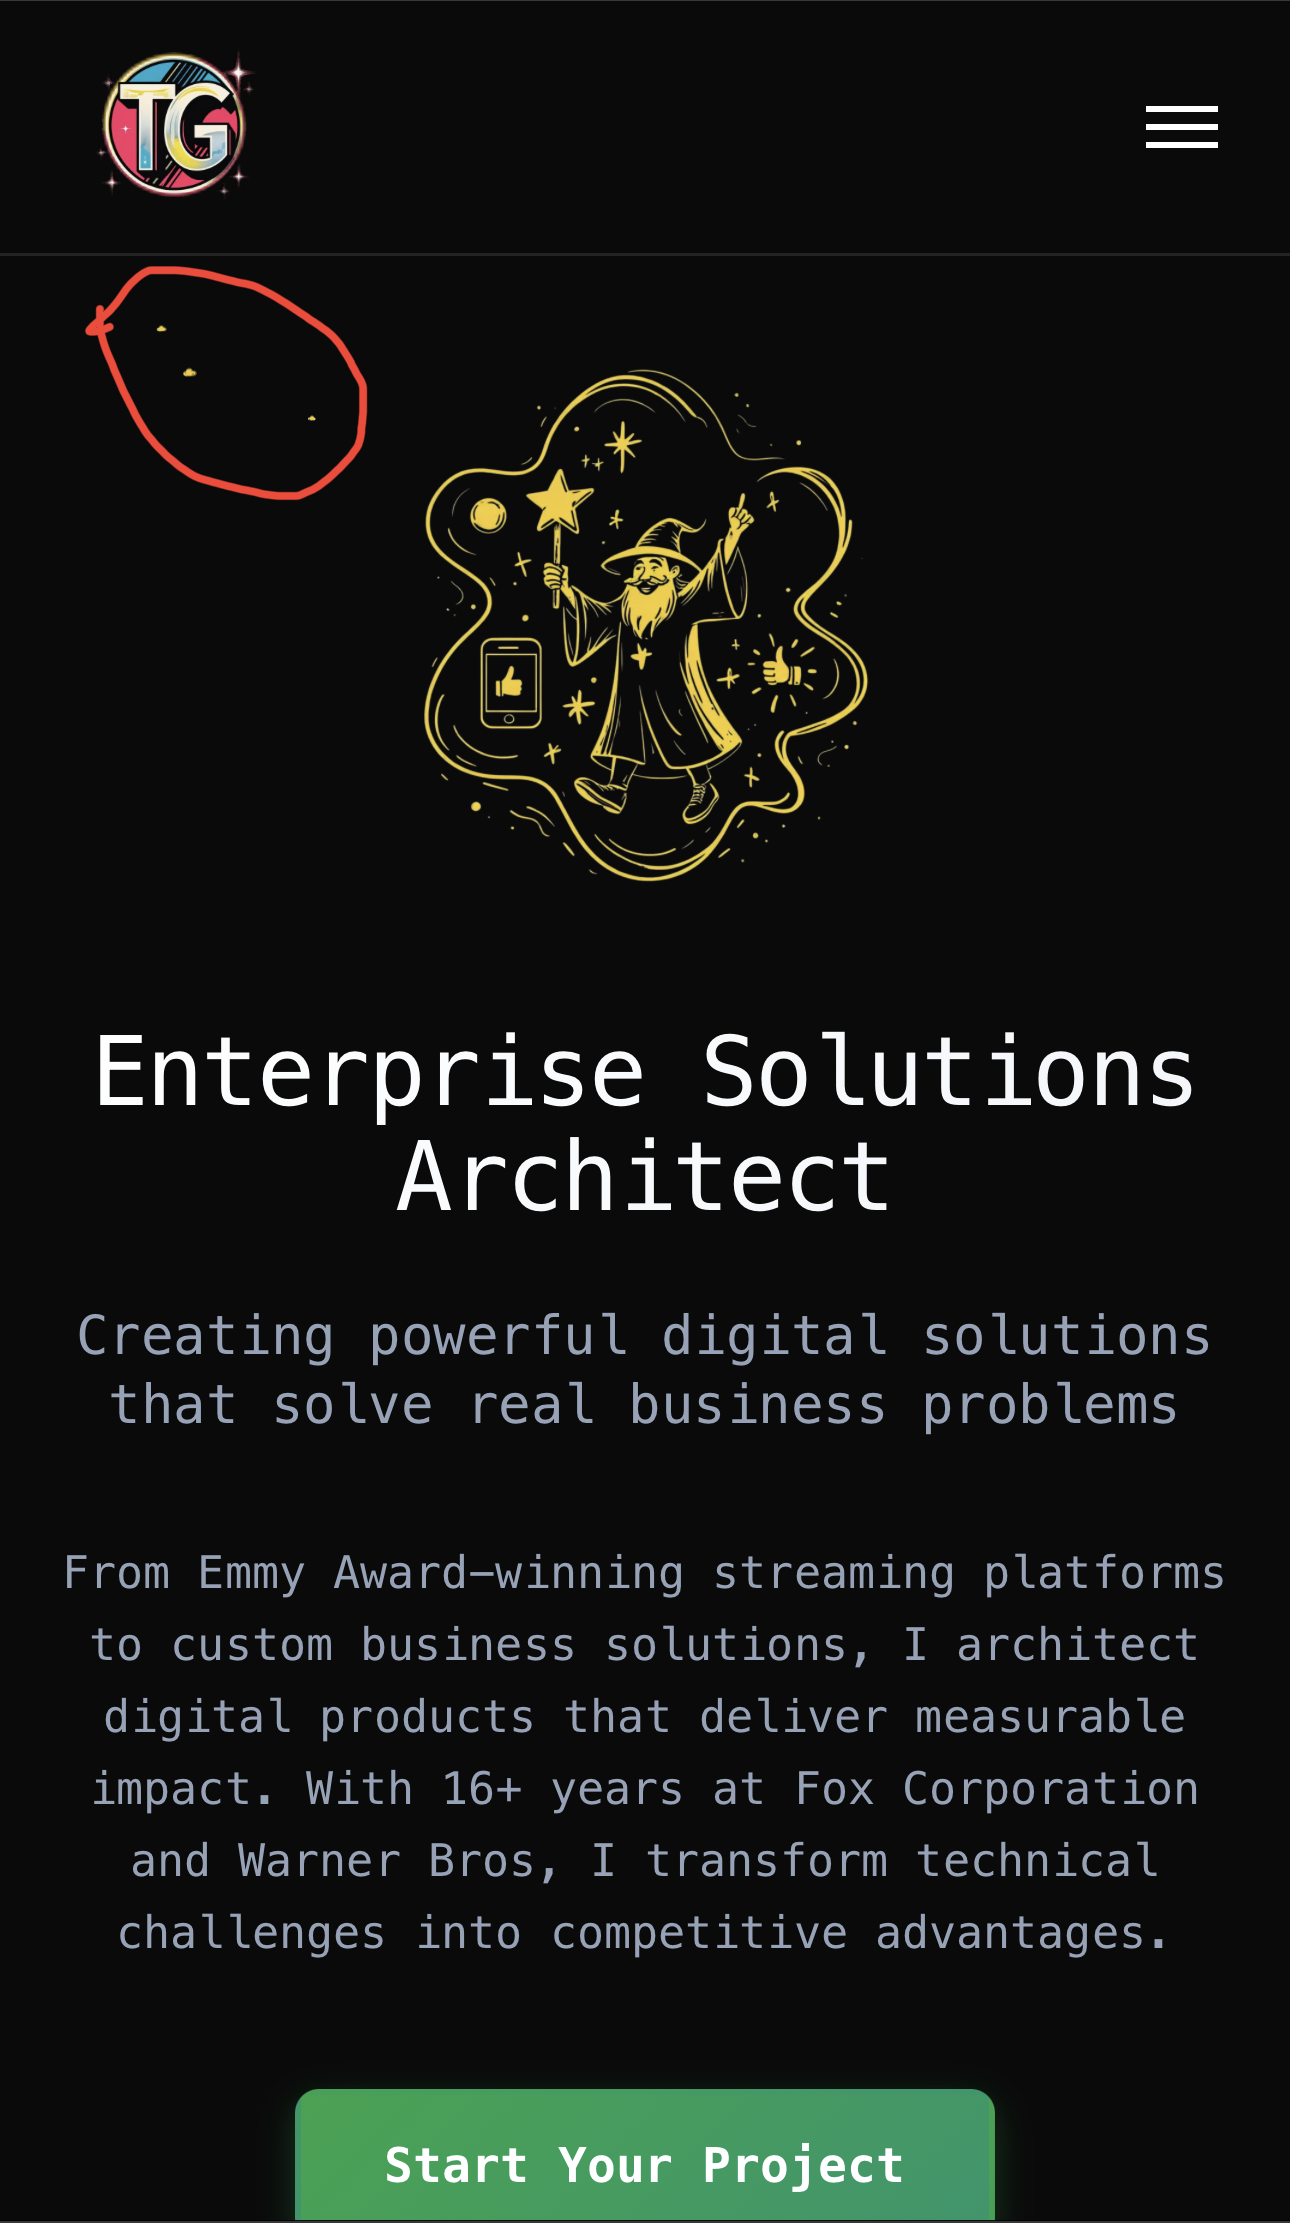 TG
Enterprise Solutions
Architect
Creating powerful digital solutions
that solve real business problems
From Emmy Award-winning streaming platforms
to custom business solutions, I architect
digital products that deliver measurable
impact. With 16+ years at Fox Corporation
and Warner Bros, I transform technical
challenges into competitive advantages.
Start Your Project